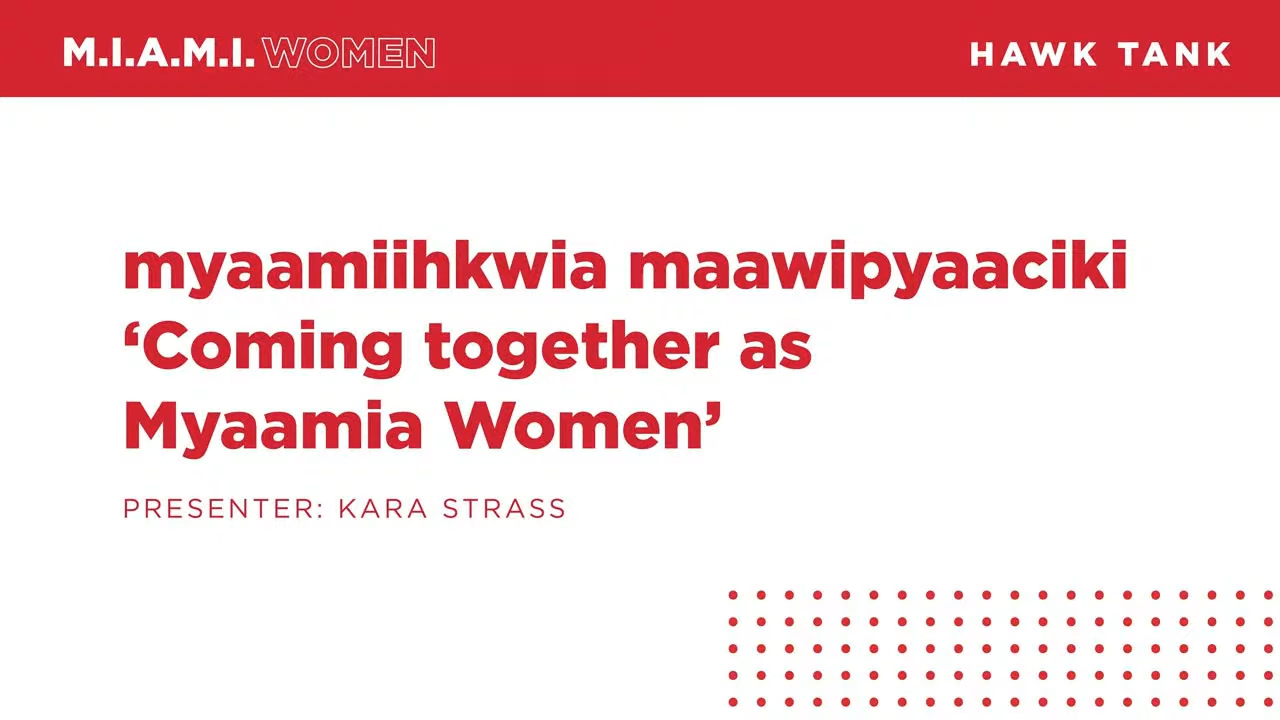 M.I.A.M.I. WOMEN
HAWK TANK
myaamiihkwia maawipyaaciki
‘Coming together as
Myaamia Women’
PRESENTER: KARA STRASS